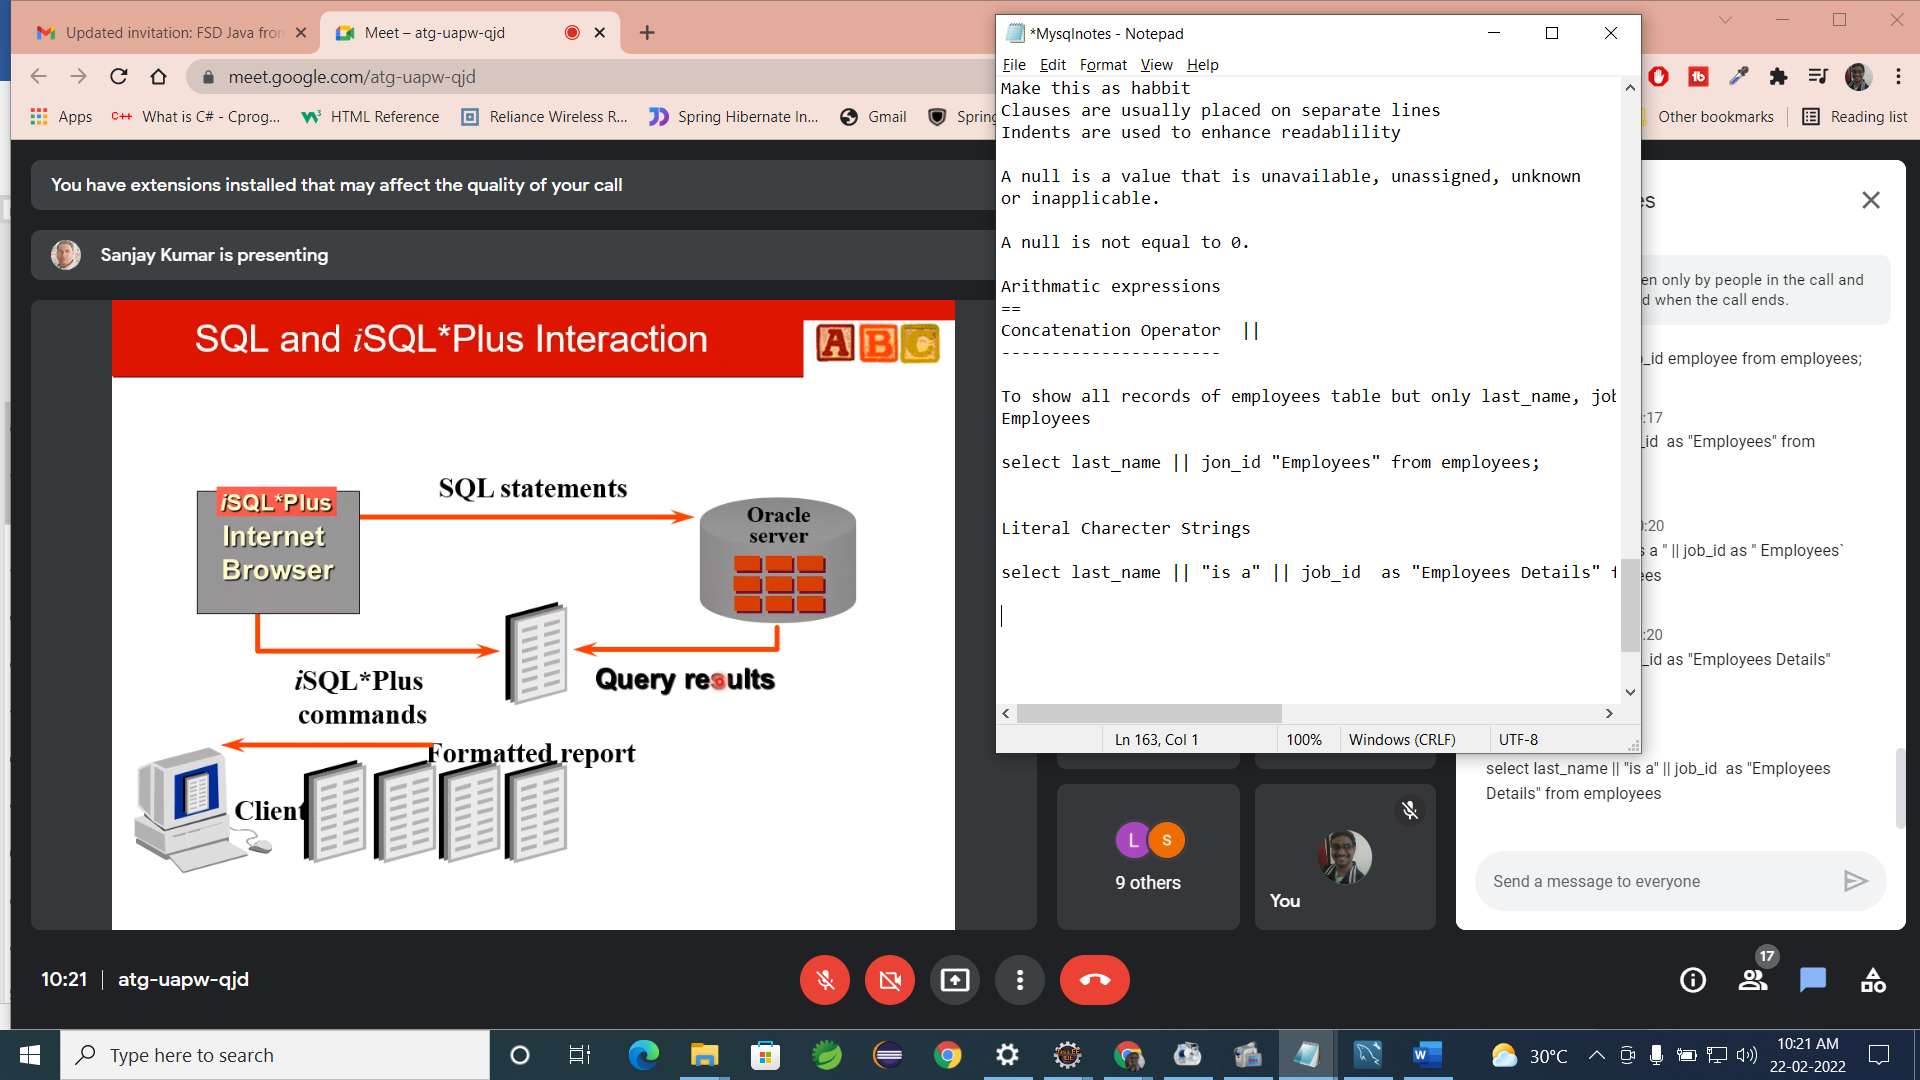 Updated invitation: FSD Java fron
Meet – atg-uapw-qjd
meet.google.com/atg-uapw-qjd
Apps
What is C# - Cprog...
HTML Reference
Reliance Wireless R...
Spring Hibernate In...
Gmail
Spring
Other bookmarks
Reading list
You have extensions installed that may affect the quality of your call
Sanjay Kumar is presenting
SQL and iSQL*Plus Interaction
A B C
iSQL*Plus
Internet
Browser
SQL statements
Oracle
server
iSQL*Plus
commands
Query results
Formatted report
Client
*Mysqlnotes - Notepad
File Edit Format View Help
Make this as habbit
Clauses are usually placed on separate lines
Indents are used to enhance readablility
A null is a value that is unavailable, unassigned, unknown
or inapplicable.
A null is not equal to 0.
Arithmatic expressions
==
Concatenation Operator ||
----------------------
To show all records of employees table but only last_name, job
Employees
select last_name || jon_id "Employees" from employees;
Literal Charecter Strings
select last_name || "is a" || job_id  as "Employees Details" f
Ln 163, Col 1
100%
Windows (CRLF)
UTF-8
es
en only by people in the call and
d when the call ends.
_id employee from employees;
:17
_id as "Employees" from
0:20
s a " || job_id as " Employees`
ees
:20
_id as "Employees Details"
select last_name || "is a" || job_id as "Employees
Details" from employees
Send a message to everyone
L S
9 others
You
10:21 | atg-uapw-qjd
17
Type here to search
30°C
10:21 AM
22-02-2022